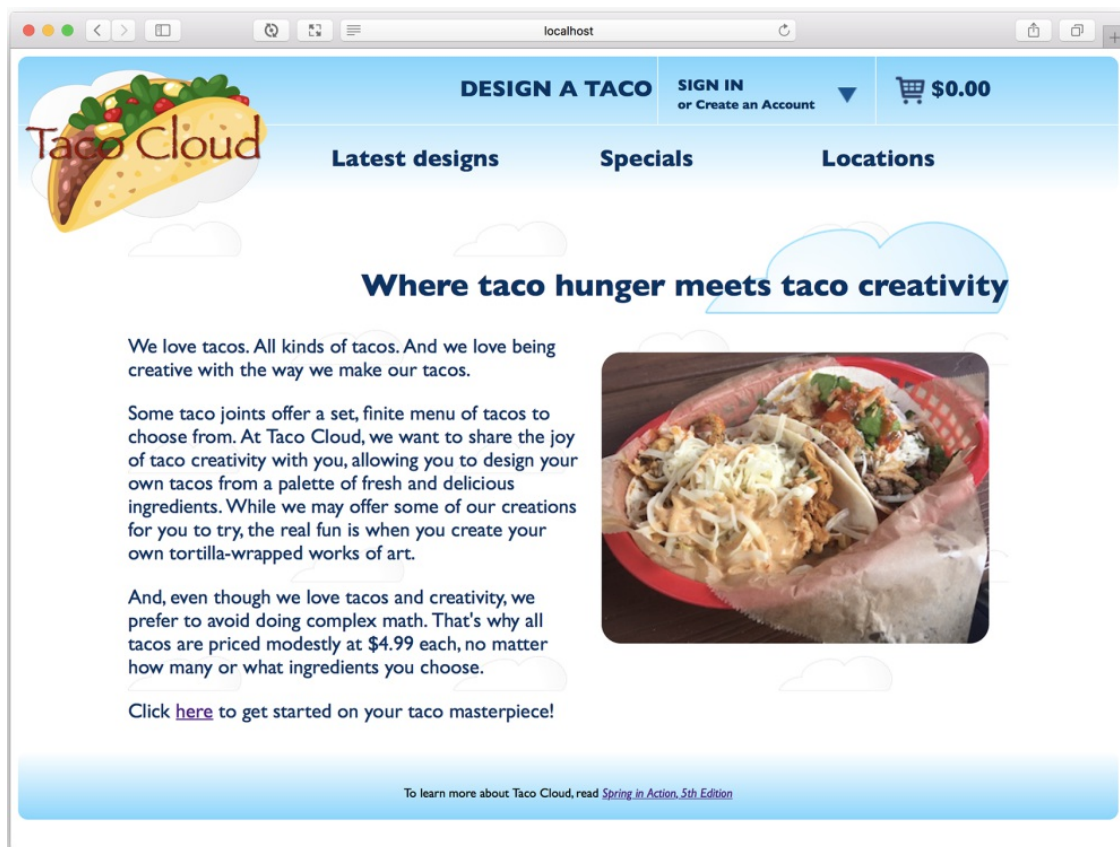 localhost
DESIGN A TACO
SIGN IN
or Create an Account
$0.00
Taco Cloud
Latest designs
Specials
Locations
Where taco hunger meets taco creativity
We love tacos. All kinds of tacos. And we love being
creative with the way we make our tacos.
Some taco joints offer a set, finite menu of tacos to
choose from. At Taco Cloud, we want to share the joy
of taco creativity with you, allowing you to design your
own tacos from a palette of fresh and delicious
ingredients. While we may offer some of our creations
for you to try, the real fun is when you create your
own tortilla-wrapped works of art.
And, even though we love tacos and creativity, we
prefer to avoid doing complex math. That's why all
tacos are priced modestly at $4.99 each, no matter
how many or what ingredients you choose.
Click here to get started on your taco masterpiece!
To learn more about Taco Cloud, read Spring in Action, 5th Edition